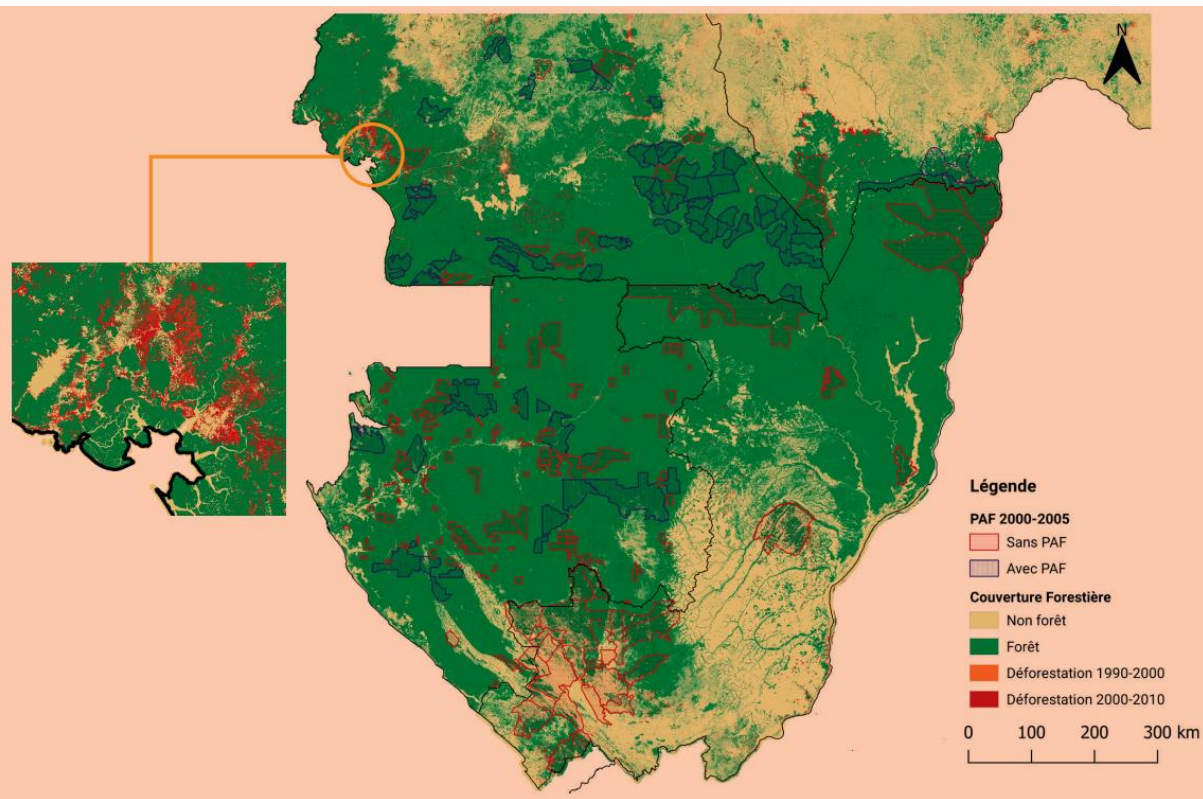 N
Légende
PAF 2000-2005
Sans PAF
Avec PAF
Couverture Forestière
Non forêt
Forêt
Déforestation 1990-2000
Déforestation 2000-2010
0 100 200 300 km